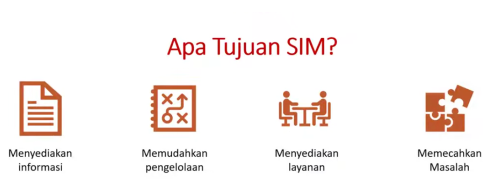 Apa Tujuan SIM?
Menyediakan
informasi
Memudahkan
pengelolaan
Menyediakan
layanan
Memecahkan
Masalah